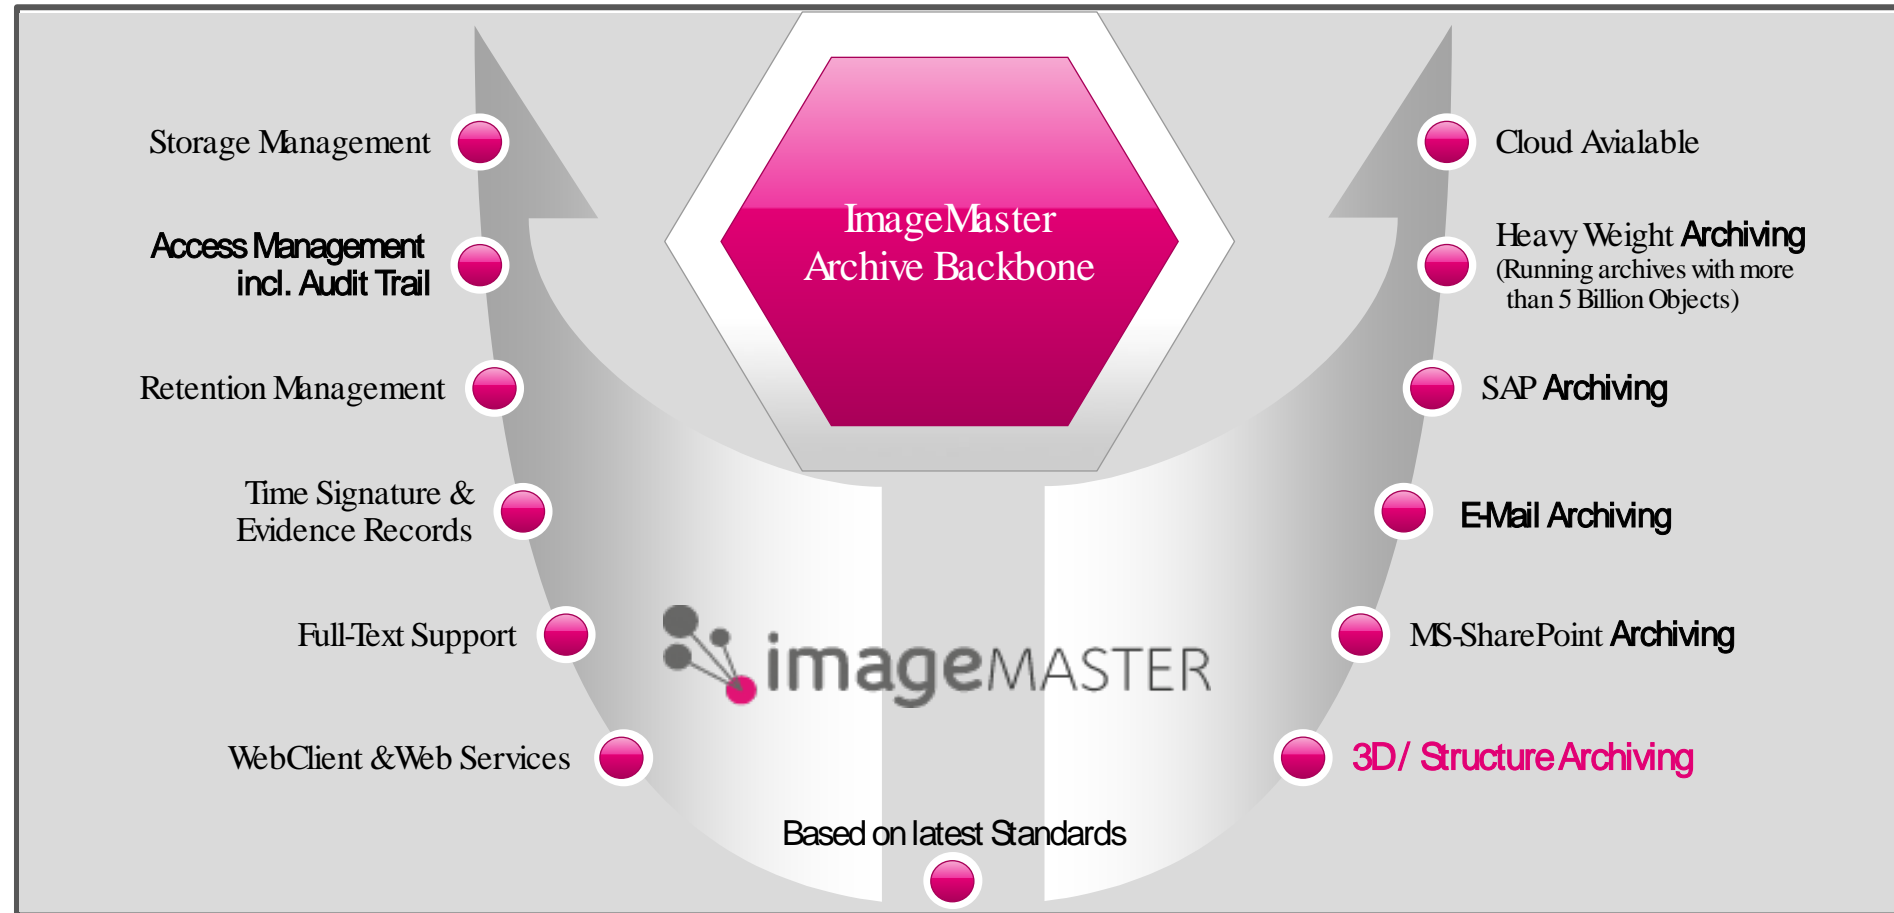 ImageMaster
Archive Backbone
Storage Management
Access Management
incl. Audit Trail
Retention Management
Time Signature &
Evidence Records
Full-Text Support
WebClient & Web Services
Cloud Avialable
Heavy Weight Archiving
(Running archives with more
than 5 Billion Objects)
SAP Archiving
E-Mail Archiving
MS-SharePoint Archiving
3D / Structure Archiving
imageMASTER
Based on latest Standards